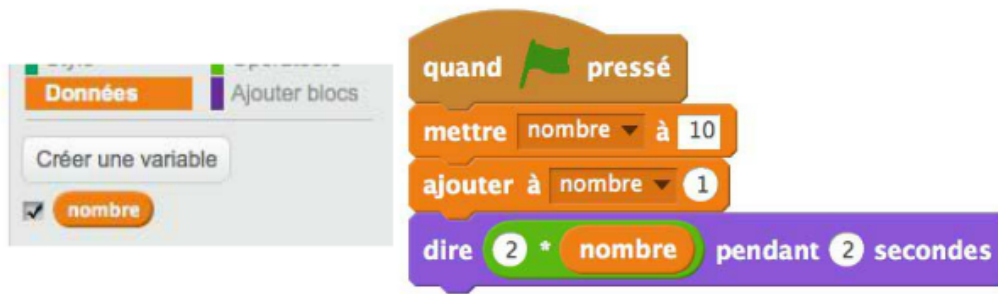 Données
Ajouter blocs
Créer une variable
nombre
quand pressé
mettre nombre à 10
ajouter à nombre 1
dire 2 * nombre pendant 2 secondes